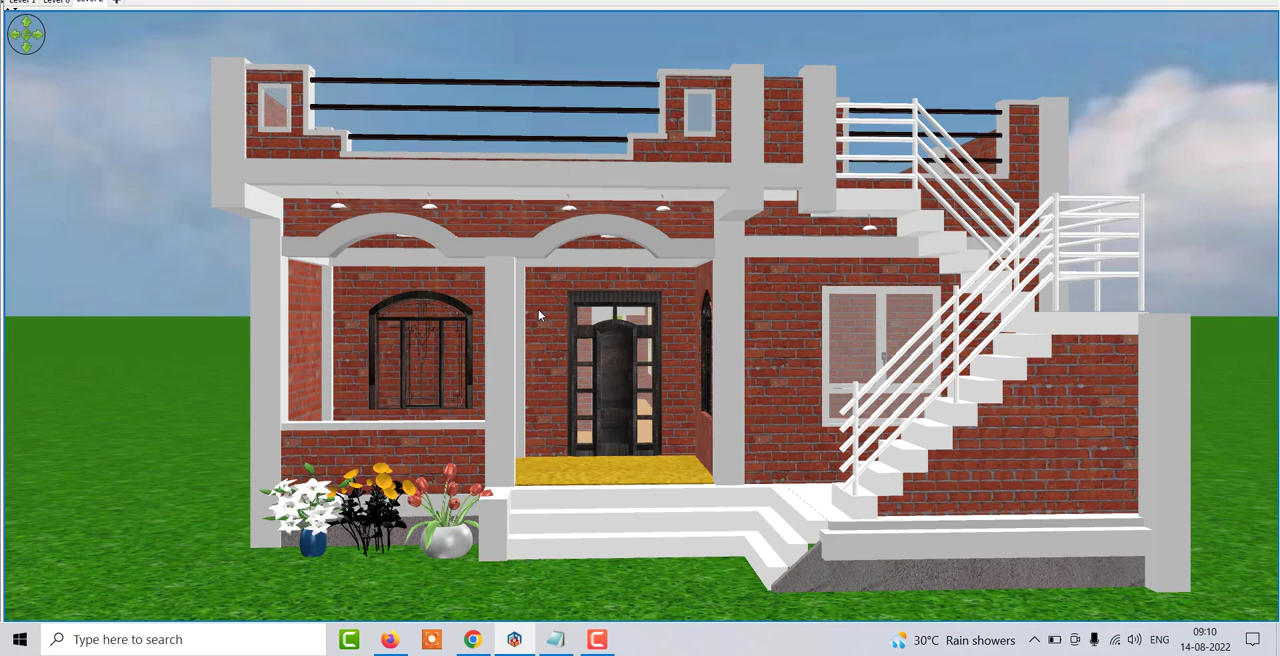 Level 1 Level 0 Level 2
Type here to search
30°C Rain showers
ENG
09:10
14-08-2022